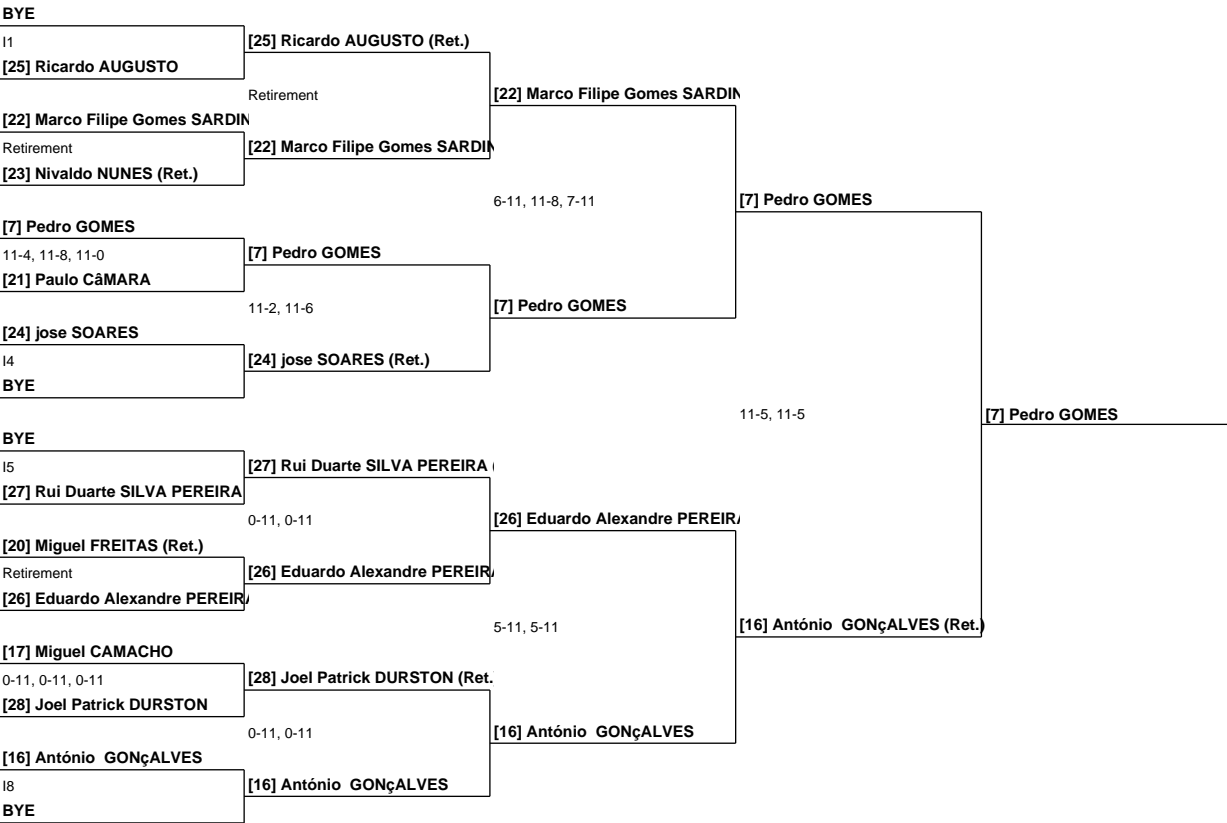 BYE
I1
[25] Ricardo AUGUSTO
[22] Marco Filipe Gomes SARDIN
Retirement
[23] Nivaldo NUNES (Ret.)
[7] Pedro GOMES
11-4, 11-8, 11-0
[21] Paulo CâMARA
[24] jose SOARES
I4
BYE
BYE
I5
[27] Rui Duarte SILVA PEREIRA
[20] Miguel FREITAS (Ret.)
Retirement
[26] Eduardo Alexandre PEREIRA
[17] Miguel CAMACHO
0-11, 0-11, 0-11
[28] Joel Patrick DURSTON
[16] António  GONçALVES
I8
BYE
[25] Ricardo AUGUSTO (Ret.)
Retirement
[22] Marco Filipe Gomes SARDIN
[7] Pedro GOMES
11-2, 11-6
[24] jose SOARES (Ret.)
[27] Rui Duarte SILVA PEREIRA (
0-11, 0-11
[26] Eduardo Alexandre PEREIRA
[28] Joel Patrick DURSTON (Ret.
0-11, 0-11
[16] António  GONçALVES
[22] Marco Filipe Gomes SARDIN
6-11, 11-8, 7-11
[7] Pedro GOMES
[26] Eduardo Alexandre PEREIRA
5-11, 5-11
[16] António  GONçALVES
[7] Pedro GOMES
11-5, 11-5
[16] António  GONçALVES (Ret.)
[7] Pedro GOMES